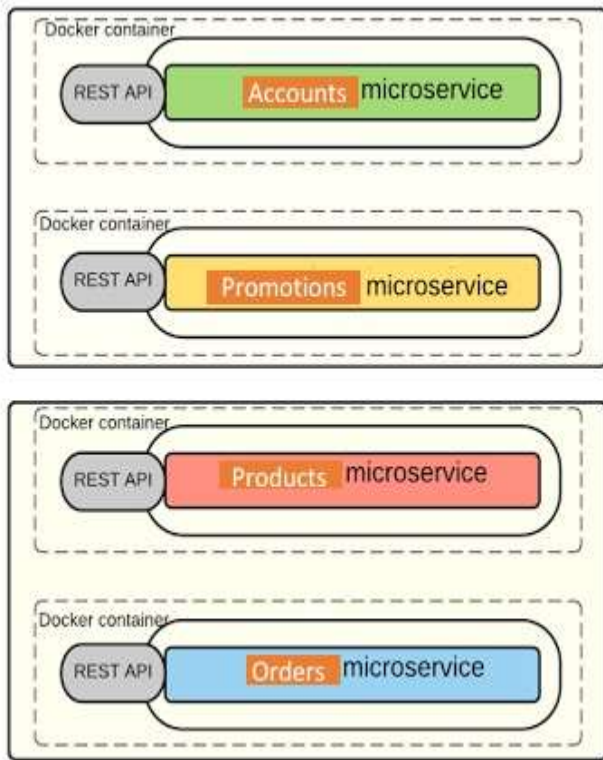 Docker container
REST API
Accounts microservice
Docker container
REST API
Promotions microservice
Docker container
REST API
Products microservice
Docker container
REST API
Orders microservice